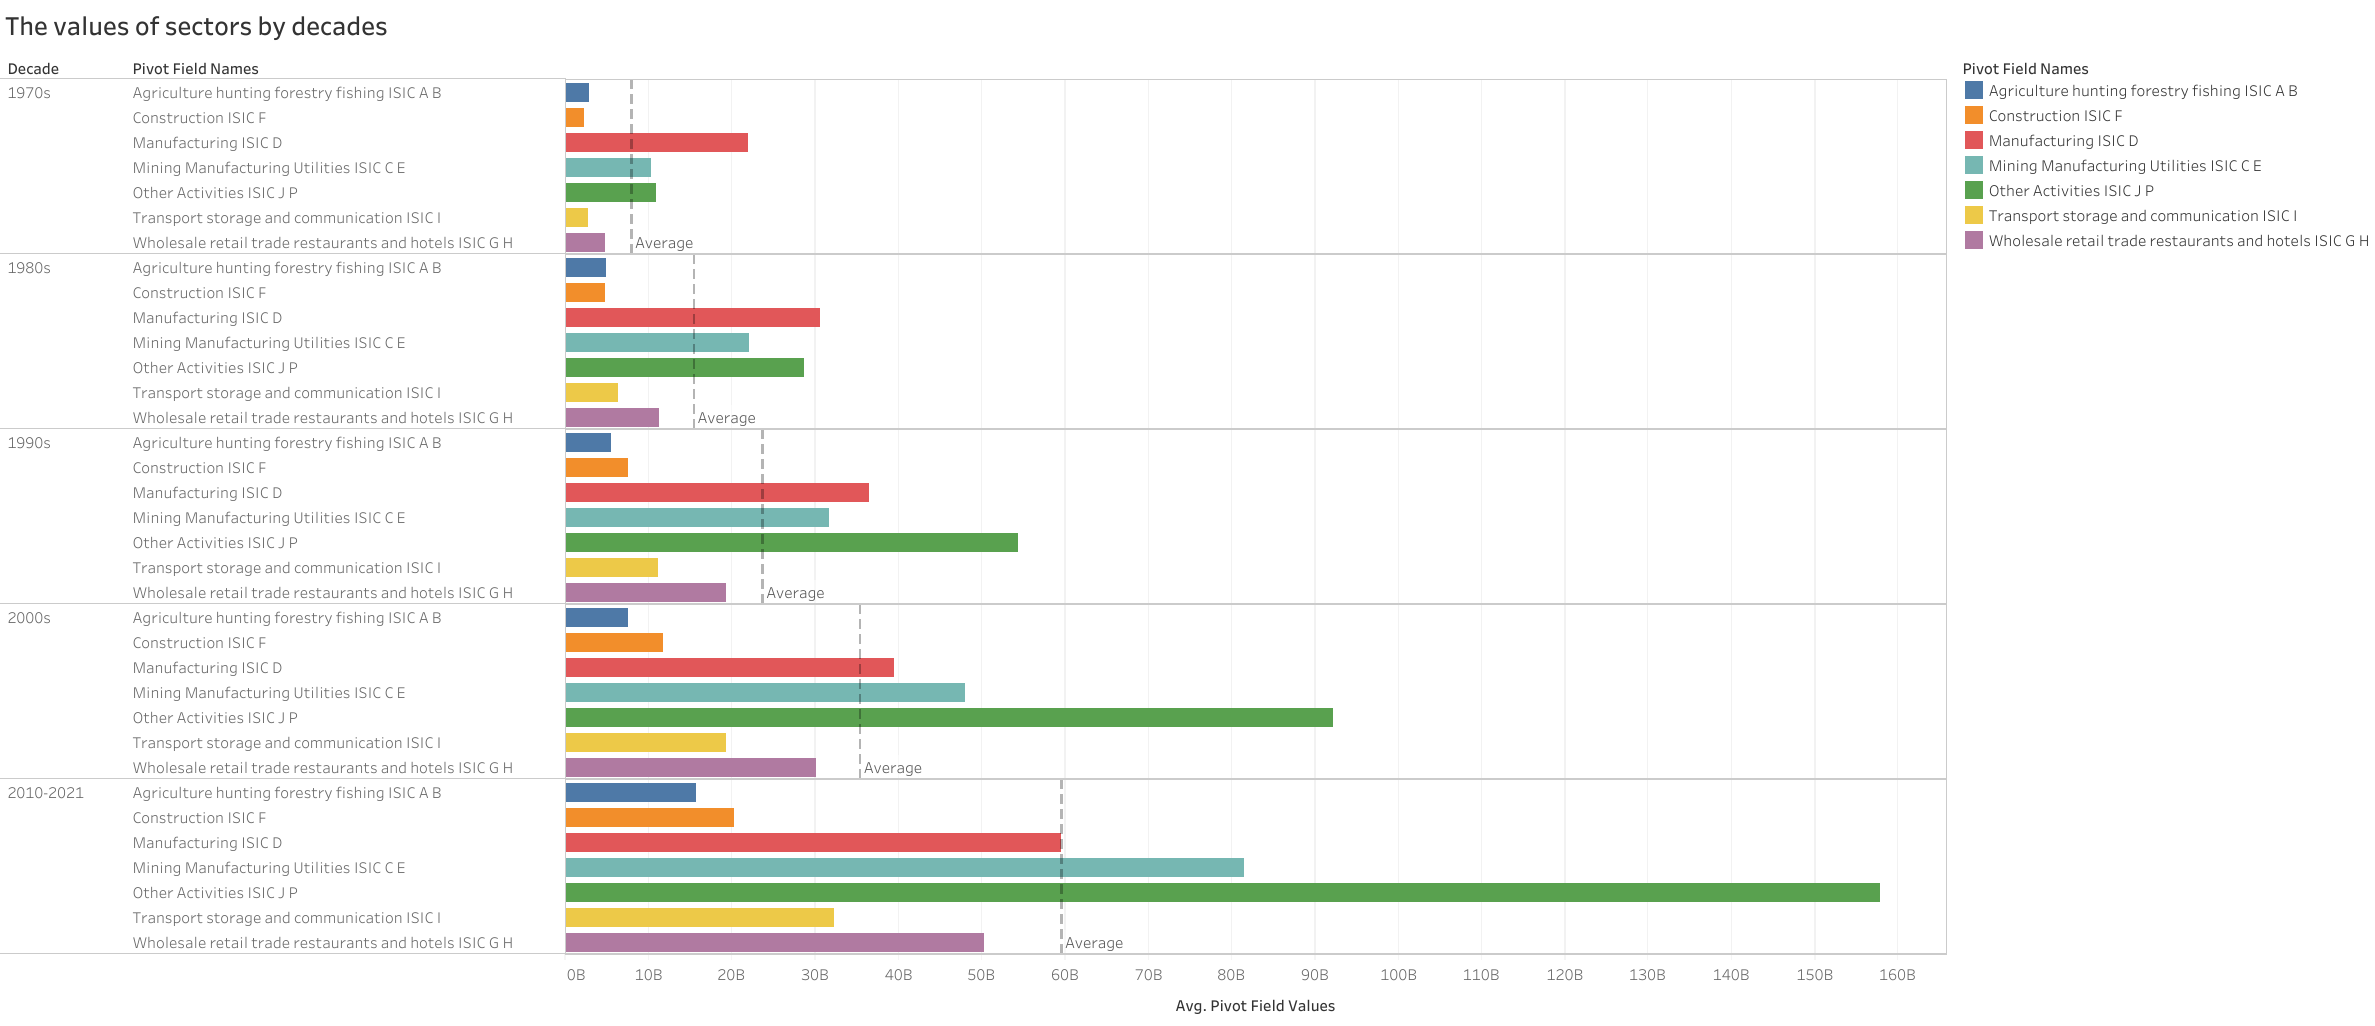 The values of sectors by decades
Decade
Pivot Field Names
1970s
Agriculture hunting forestry fishing ISIC A B
Construction ISIC F
Manufacturing ISIC D
Mining Manufacturing Utilities ISIC C E
Other Activities ISIC J P
Transport storage and communication ISIC I
Wholesale retail trade restaurants and hotels ISIC G H
Average
1980s
Agriculture hunting forestry fishing ISIC A B
Construction ISIC F
Manufacturing ISIC D
Mining Manufacturing Utilities ISIC C E
Other Activities ISIC J P
Transport storage and communication ISIC I
Wholesale retail trade restaurants and hotels ISIC G H
Average
1990s
Agriculture hunting forestry fishing ISIC A B
Construction ISIC F
Manufacturing ISIC D
Mining Manufacturing Utilities ISIC C E
Other Activities ISIC J P
Transport storage and communication ISIC I
Wholesale retail trade restaurants and hotels ISIC G H
Average
2000s
Agriculture hunting forestry fishing ISIC A B
Construction ISIC F
Manufacturing ISIC D
Mining Manufacturing Utilities ISIC C E
Other Activities ISIC J P
Transport storage and communication ISIC I
Wholesale retail trade restaurants and hotels ISIC G H
Average
2010-2021
Agriculture hunting forestry fishing ISIC A B
Construction ISIC F
Manufacturing ISIC D
Mining Manufacturing Utilities ISIC C E
Other Activities ISIC J P
Transport storage and communication ISIC I
Wholesale retail trade restaurants and hotels ISIC G H
Average
0B 10B 20B 30B 40B 50B 60B 70B 80B 90B 100B 110B 120B 130B 140B 150B 160B
Avg. Pivot Field Values
Pivot Field Names
Agriculture hunting forestry fishing ISIC A B
Construction ISIC F
Manufacturing ISIC D
Mining Manufacturing Utilities ISIC C E
Other Activities ISIC J P
Transport storage and communication ISIC I
Wholesale retail trade restaurants and hotels ISIC G H